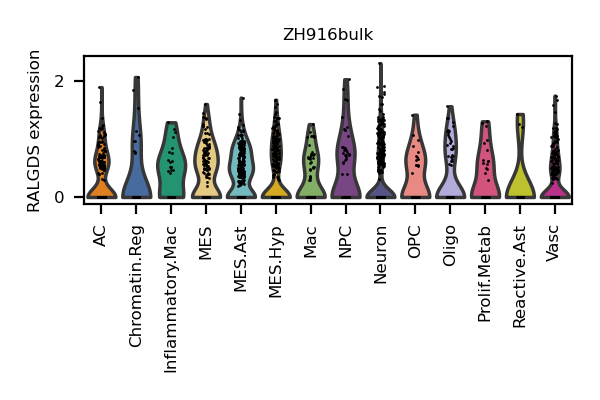 ZH916bulk
RALGDS expression
2
0
AC
Chromatin.Reg
Inflammatory.Mac
MES
MES.Ast
MES.Hyp
Mac
NPC
Neuron
OPC
Oligo
Prolif.Metab
Reactive.Ast
Vasc